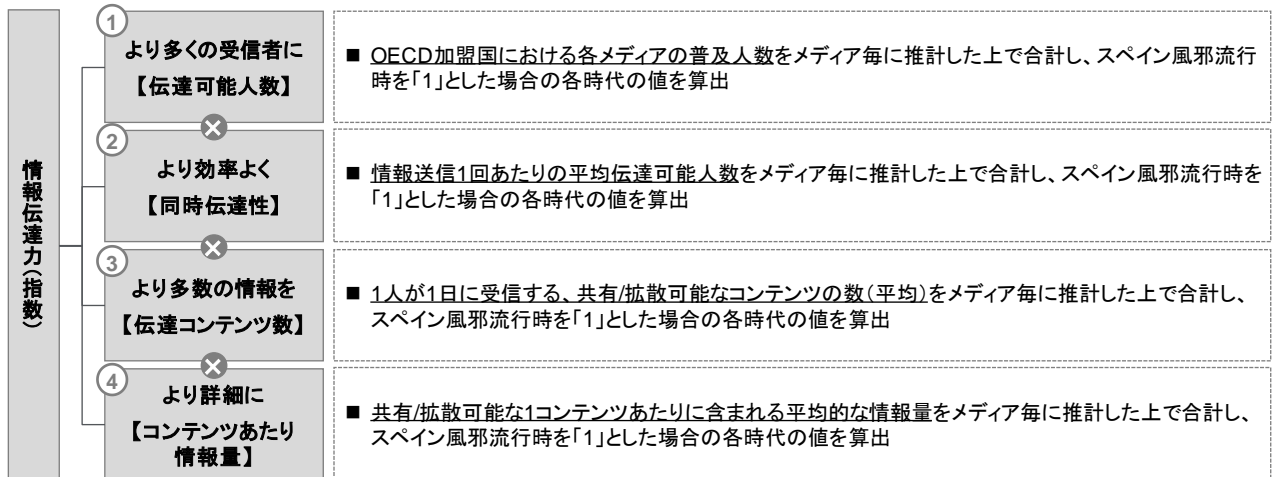 情報伝達力(指数)
①
より多くの受信者に
【伝達可能人数】
■ OECD加盟国における各メディアの普及人数をメディア毎に推計した上で合計し、スペイン風邪流行
時を「1」とした場合の各時代の値を算出
×
②
より効率よく
【同時伝達性】
■ 情報送信1回あたりの平均伝達可能人数をメディア毎に推計した上で合計し、スペイン風邪流行時を
「1」とした場合の各時代の値を算出
×
③
より多数の情報を
【伝達コンテンツ数】
■ 1人が1日に受信する、共有/拡散可能なコンテンツの数(平均)をメディア毎に推計した上で合計し、
スペイン風邪流行時を「1」とした場合の各時代の値を算出
×
④
より詳細に
【コンテンツあたり
情報量】
■ 共有/拡散可能な1コンテンツあたりに含まれる平均的な情報量をメディア毎に推計した上で合計し、
スペイン風邪流行時を「1」とした場合の各時代の値を算出